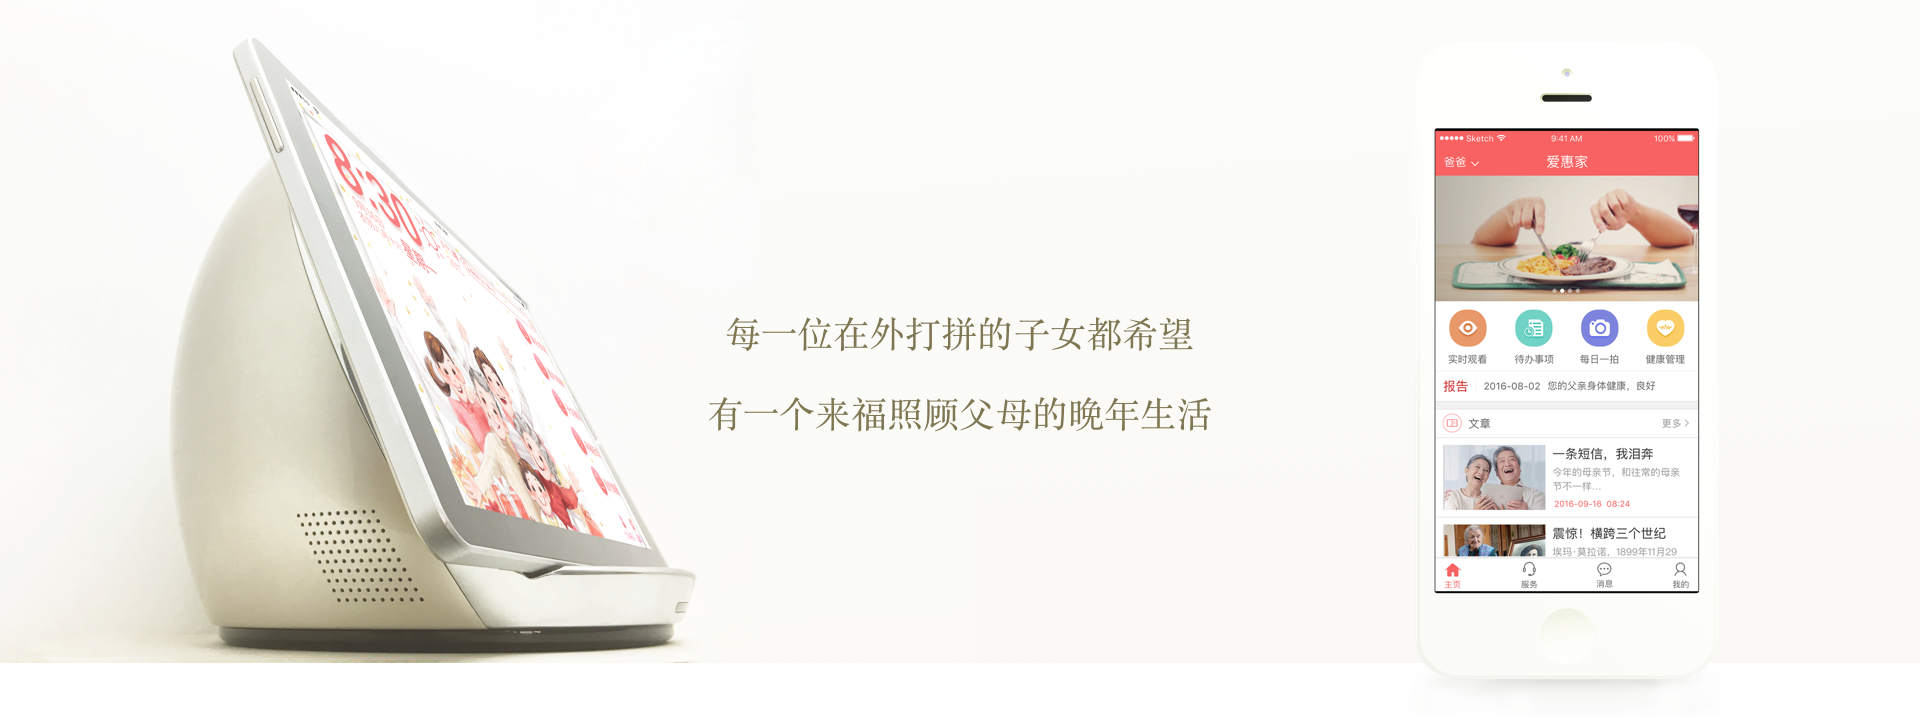 8:30
每一位在外打拼的子女都希望
有一个来福照顾父母的晚年生活
Sketch 9:41 AM 100%
爸爸 爱惠家
实时观看 待办事项 每日一拍 健康管理
报告 2016-08-02 您的父亲身体健康，良好
文章 更多
一条短信，我泪奔
今年的母亲节，和往常的母亲
节不一样...
2016-09-16 08:24
震惊！横跨三个世纪
埃玛·莫拉诺，1899年11月29
主页 服务 消息 我的